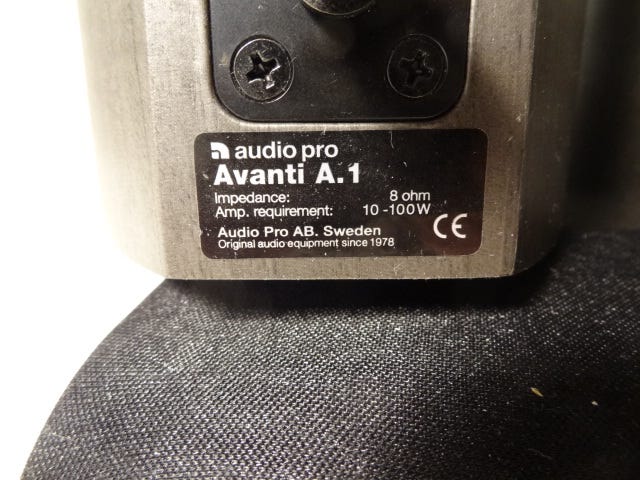 audio pro
Avanti A.1
Impedance: 8 ohm
Amp. requirement: 10-100W
Audio Pro AB. Sweden
Original audio equipment since 1978
CE